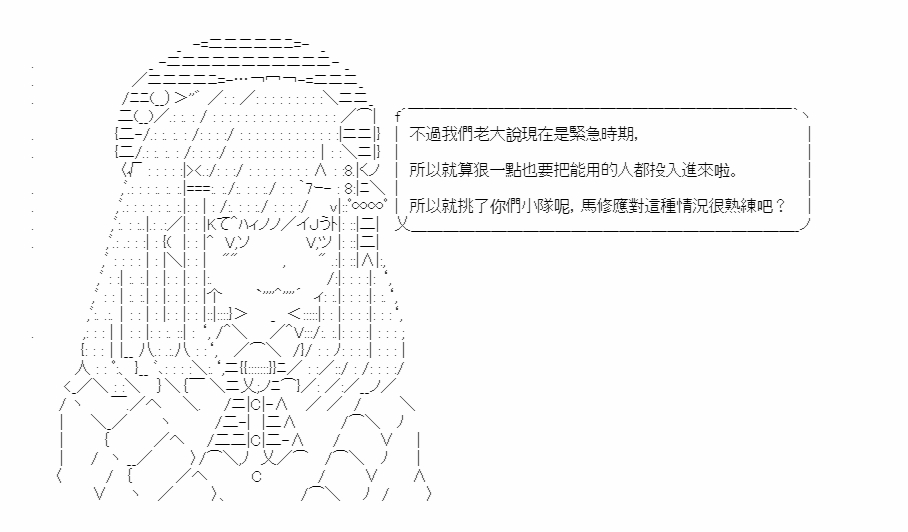 不過我們老大說現在是緊急時期,
所以就算狠一點也要把能用的人都投入進來啦。
所以就挑了你們小隊呢, 馬修應對這種情況很熟練吧？